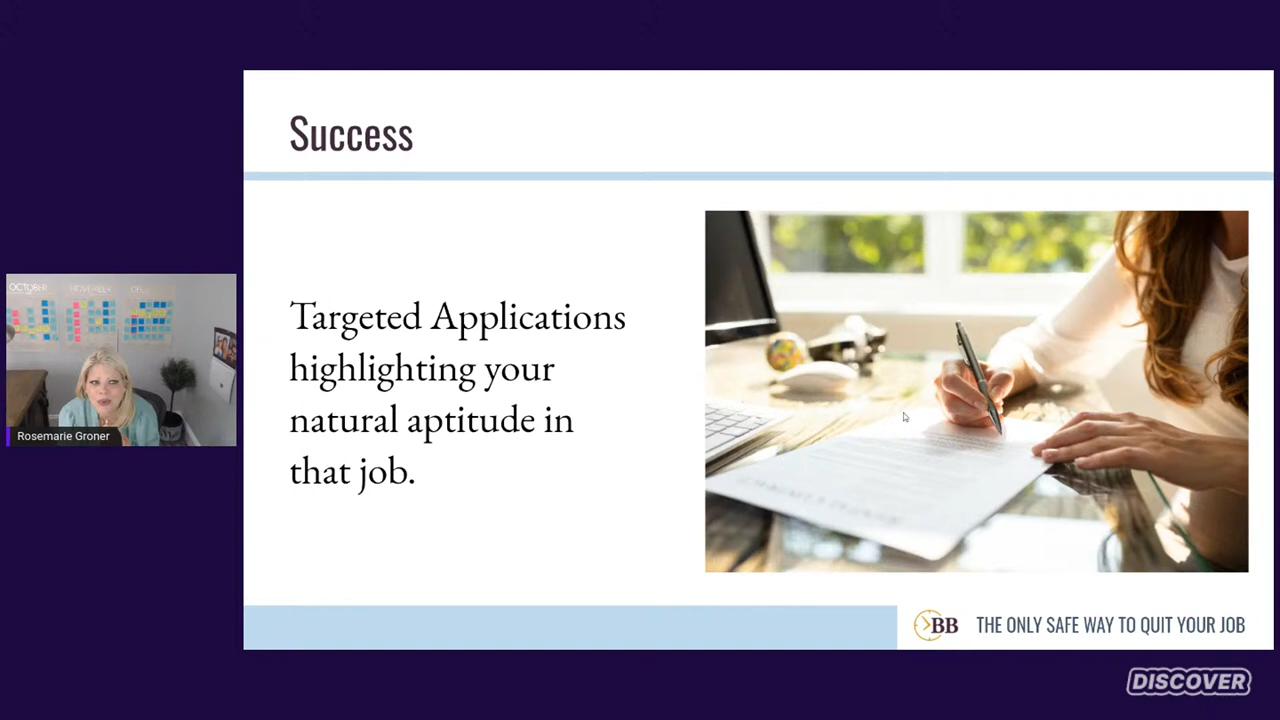 Success
Targeted Applications
highlighting your
natural aptitude in
that job.
OCTOBER
NOVEMBER
Rosemarie Groner
BB
THE ONLY SAFE WAY TO QUIT YOUR JOB
DISCOVER